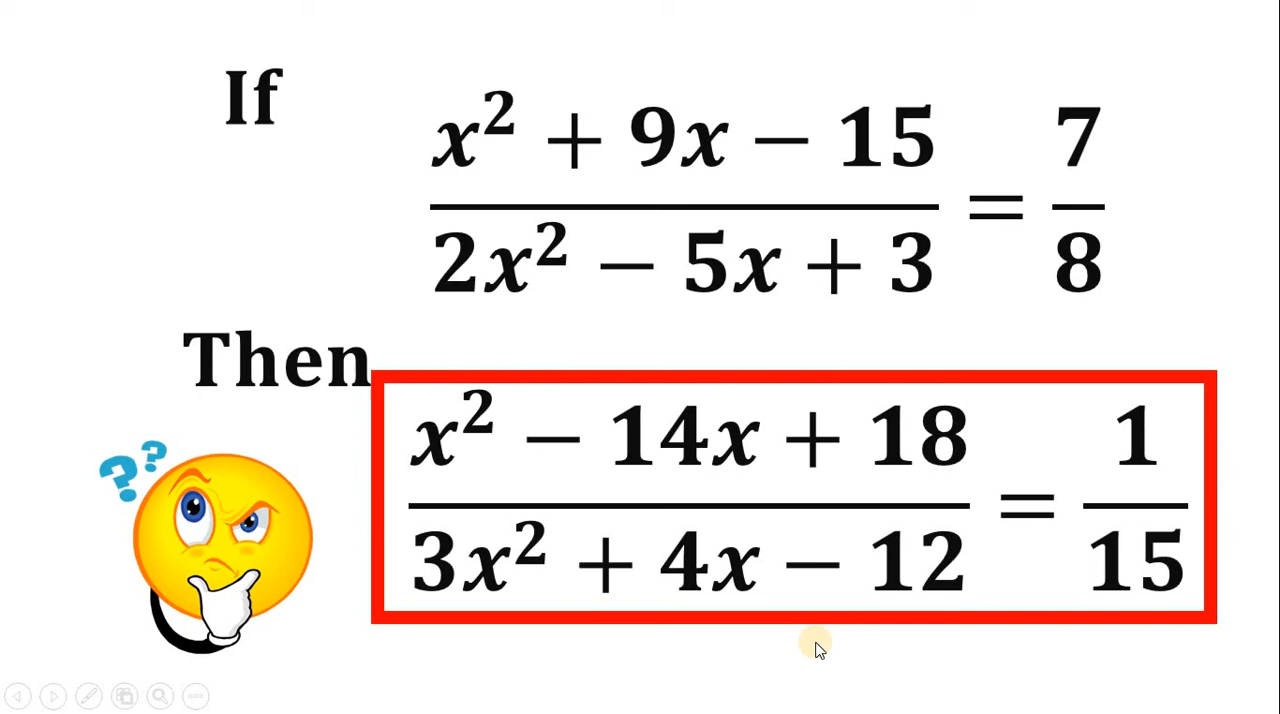 If
x² + 9x − 15 / 2x² − 5x + 3 = 7 / 8
Then
x² − 14x + 18 / 3x² + 4x − 12 = 1 / 15
? ?